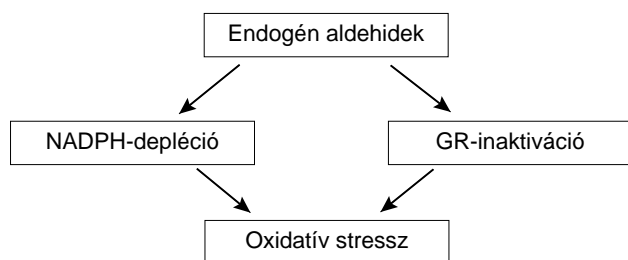 Endogén aldehidek
NADPH-depléció
GR-inaktiváció
Oxidatív stressz